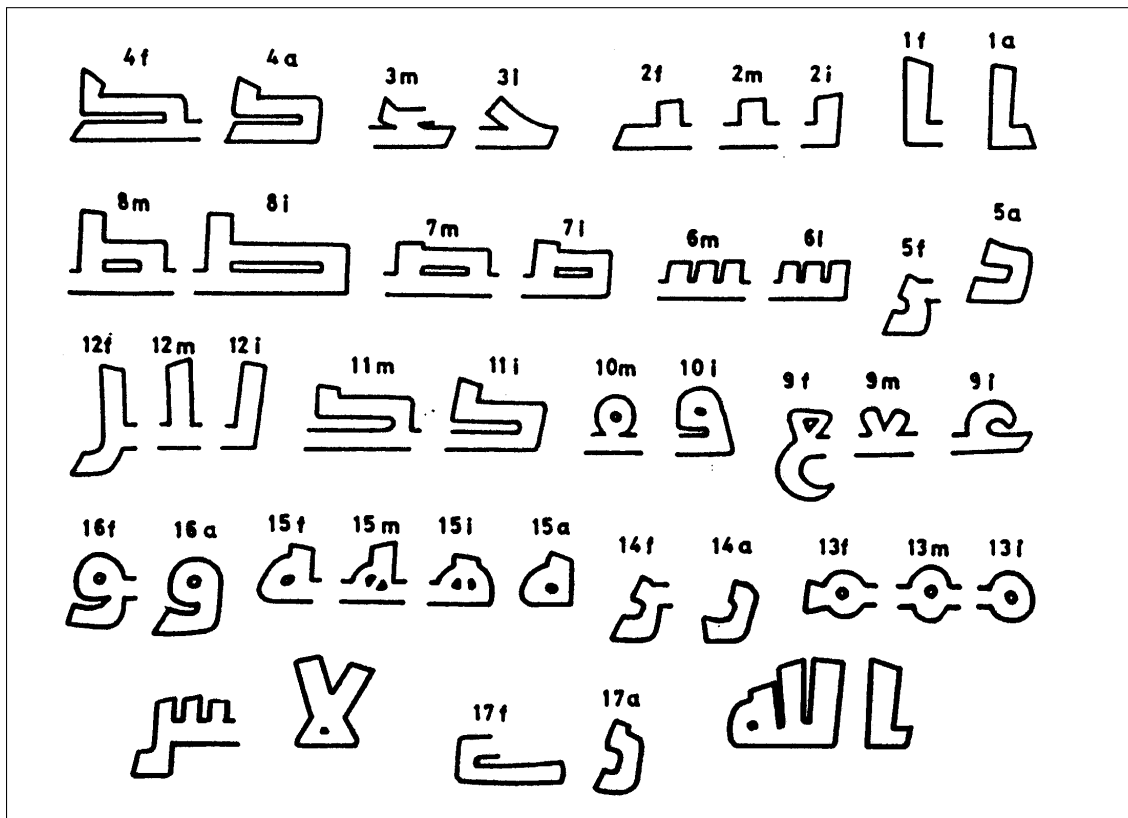 4f 4a 3m 3i 2f 2m 2i 1f 1a
8m 8i 7m 7i 6m 6i 5f 5a
12f 12m 12i 11m 11i 10m 10i 9f 9m 9i
16f 16a 15f 15m 15i 15a 14f 14a 13f 13m 13i
لا 17f 17a الله